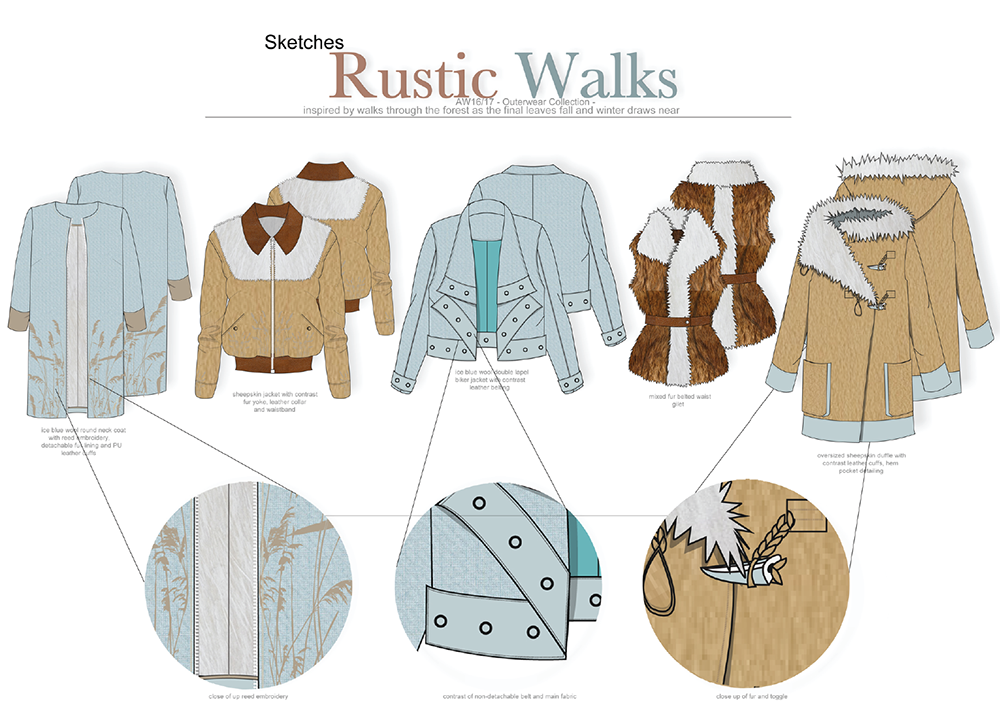 Sketches
Rustic Walks
AW16/17 - Outerwear Collection -
inspired by walks through the forest as the final leaves fall and winter draws near
ice blue wool round neck coat
with reed embroidery:
detachable fur lining and PU
leather cuffs
sheepskin jacket with contrast
fur yoke, leather collar
and waistband
ice blue wool double lapel
biker jacket with contrast
leather belting
mixed fur belted waist
gilet
oversized sheepskin duffle with
contrast leather cuffs, hem
pocket detailing
close of up reed embroidery
contrast of non-detachable belt and main fabric
close up of fur and toggle